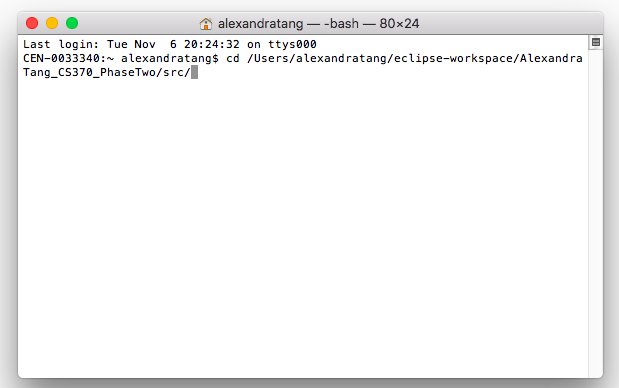 alexandratang — -bash — 80×24
Last login: Tue Nov  6 20:24:32 on ttys000
CEN-0033340:~ alexandratang$ cd /Users/alexandratang/eclipse-workspace/Alexandra
Tang_CS370_PhaseTwo/src/